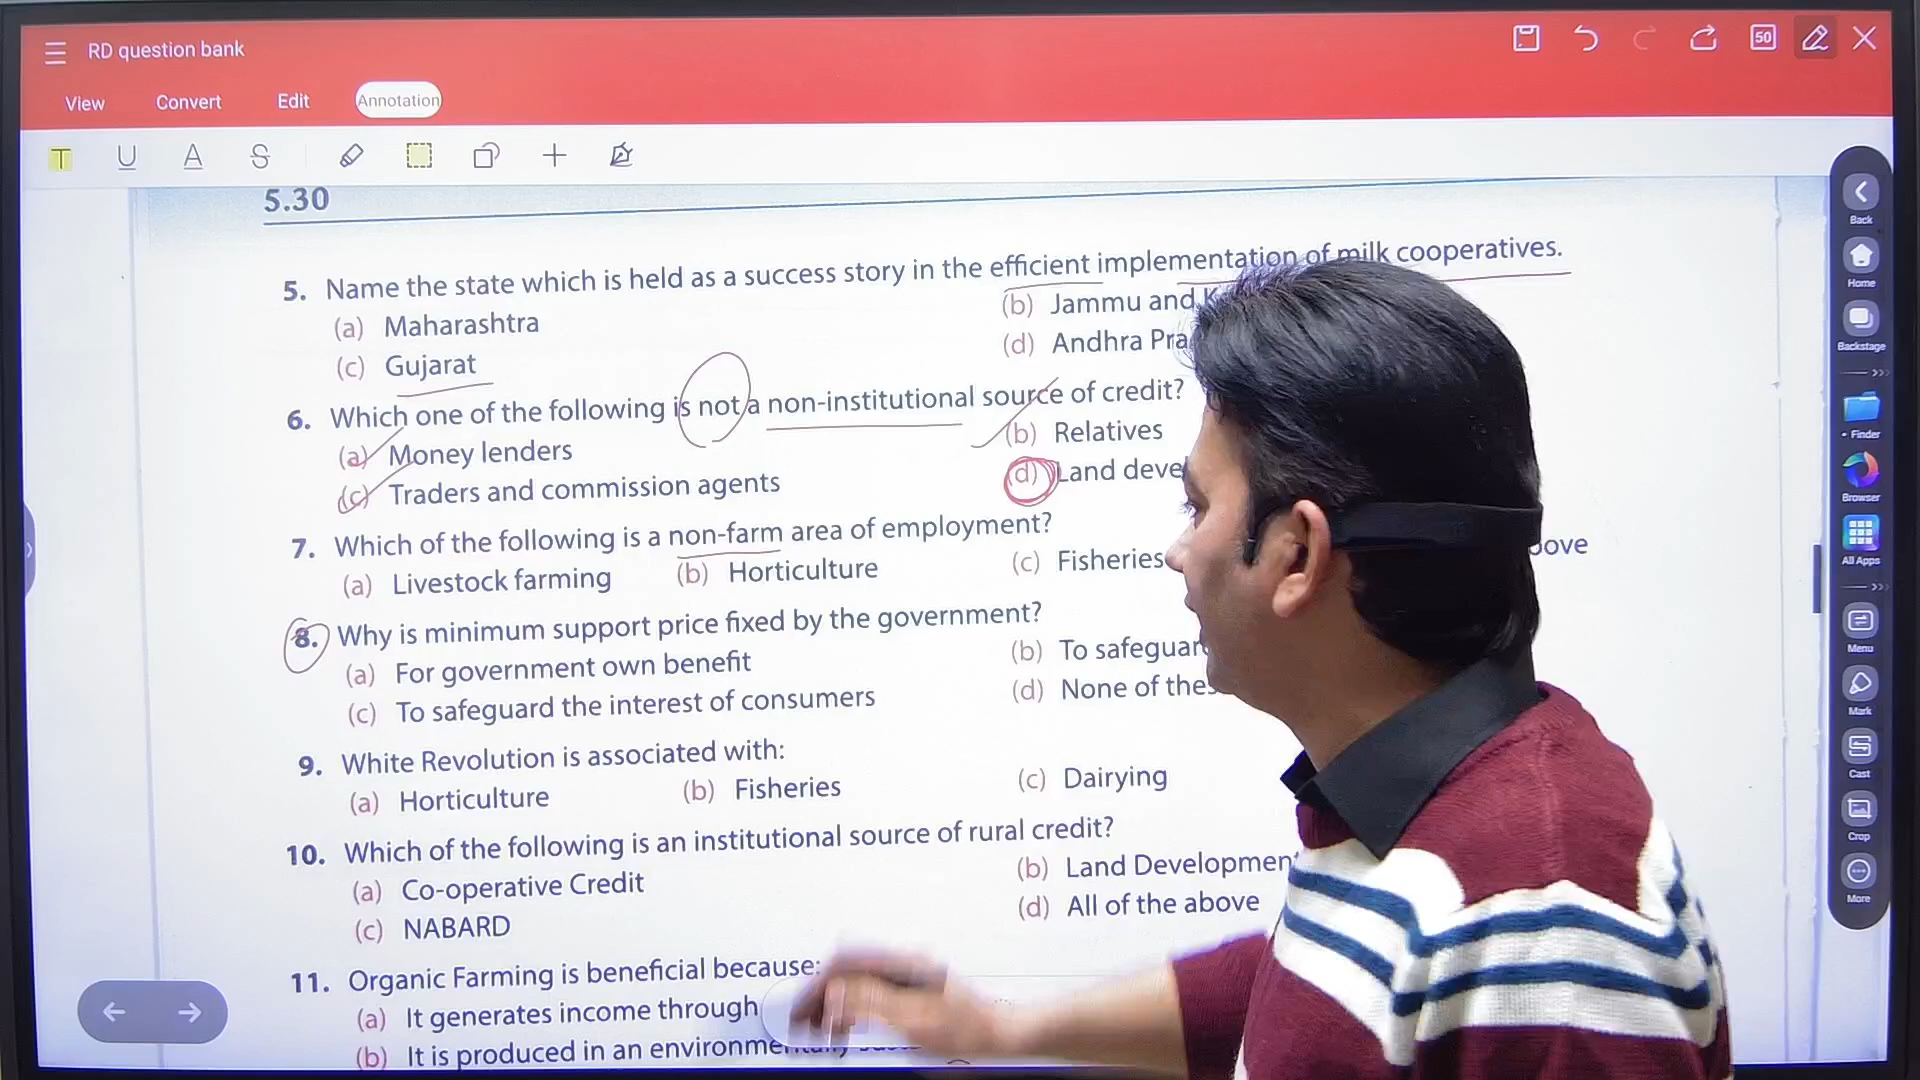 RD question bank
50
View Convert Edit Annotation
5.30
5. Name the state which is held as a success story in the efficient implementation of milk cooperatives.
(a) Maharashtra (b) Jammu and
(c) Gujarat (d) Andhra
6. Which one of the following is not a non-institutional source of credit?
(a) Money lenders (b) Relatives
(c) Traders and commission agents (d) Land
7. Which of the following is a non-farm area of employment?
(a) Livestock farming (b) Horticulture (c) Fisheries
8. Why is minimum support price fixed by the government?
(a) For government own benefit (b) To
(c) To safeguard the interest of consumers (d) None of
9. White Revolution is associated with:
(a) Horticulture (b) Fisheries (c) Dairying
10. Which of the following is an institutional source of rural credit?
(a) Co-operative Credit (b) Land
(c) NABARD (d) All of the above
11. Organic Farming is beneficial because:
(a) It generates income through
(b) It is produced in an
Back
Home
Backstage
Finder
Browser
All Apps
Menu
Mark
Cast
Crop
More